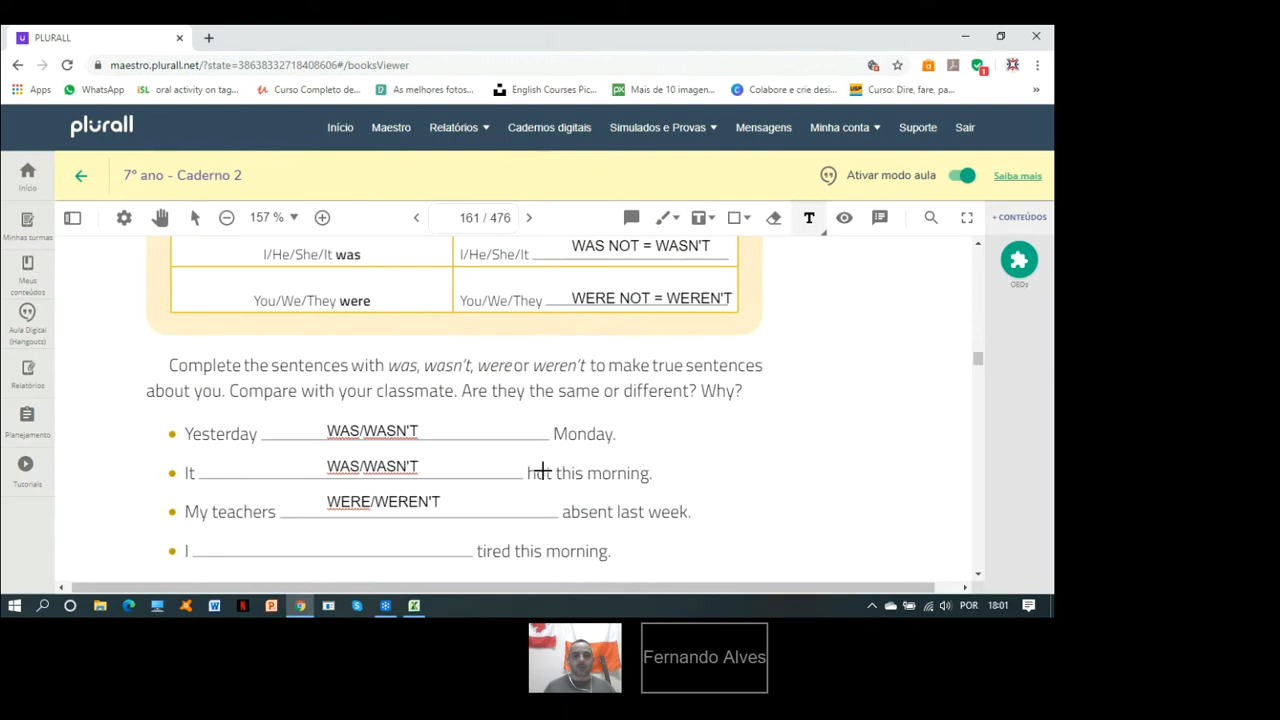 PLURALL
maestro.plurall.net/?state=38638332718408606#/booksViewer
Apps WhatsApp oral activity on tag... Curso Completo de... As melhores fotos... English Courses Pic... Mais de 10 imagen... Colabore e crie desi... Curso: Dire, fare, pa... »
plurall Início Maestro Relatórios Cadernos digitais Simulados e Provas Mensagens Minha conta Suporte Sair
Início
Minhas turmas
Meus conteúdos
Aula Digital (Hangouts)
Relatórios
Planejamento
Tutoriais
7º ano - Caderno 2 Ativar modo aula Saiba mais
157 % 161 / 476 T + CONTEÚDOS
OEDs
I/He/She/It was I/He/She/It WAS NOT = WASN'T
You/We/They were You/We/They WERE NOT = WEREN'T
Complete the sentences with was, wasn't, were or weren't to make true sentences
about you. Compare with your classmate. Are they the same or different? Why?
• Yesterday WAS/WASN'T Monday.
• It WAS/WASN'T hot this morning.
• My teachers WERE/WEREN'T absent last week.
• I tired this morning.
POR 18:01
Fernando Alves